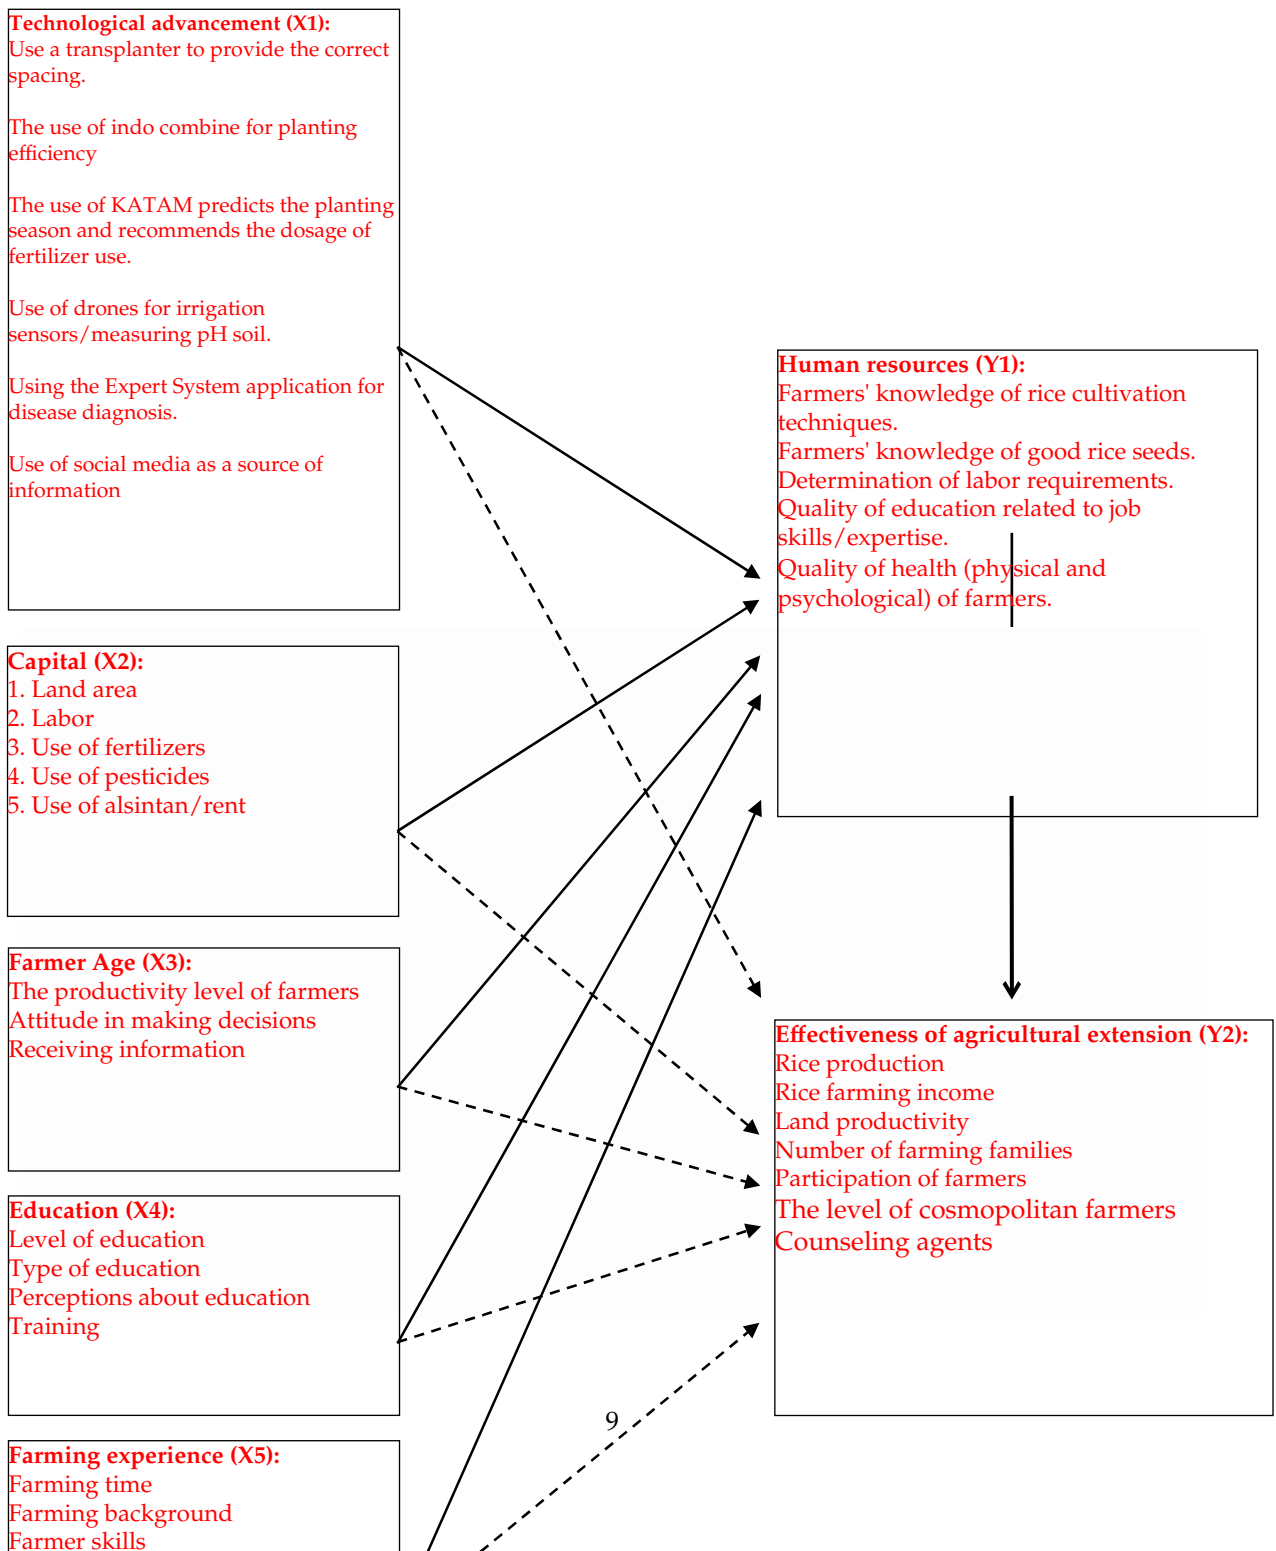 Technological advancement (X1):
Use a transplanter to provide the correct
spacing.
The use of indo combine for planting
efficiency
The use of KATAM predicts the planting
season and recommends the dosage of
fertilizer use.
Use of drones for irrigation
sensors/measuring pH soil.
Using the Expert System application for
disease diagnosis.
Use of social media as a source of
information
Capital (X2):
1. Land area
2. Labor
3. Use of fertilizers
4. Use of pesticides
5. Use of alsintan/rent
Farmer Age (X3):
The productivity level of farmers
Attitude in making decisions
Receiving information
Education (X4):
Level of education
Type of education
Perceptions about education
Training
Farming experience (X5):
Farming time
Farming background
Farmer skills
Human resources (Y1):
Farmers' knowledge of rice cultivation
techniques.
Farmers' knowledge of good rice seeds.
Determination of labor requirements.
Quality of education related to job
skills/expertise.
Quality of health (physical and
psychological) of farmers.
Effectiveness of agricultural extension (Y2):
Rice production
Rice farming income
Land productivity
Number of farming families
Participation of farmers
The level of cosmopolitan farmers
Counseling agents
9